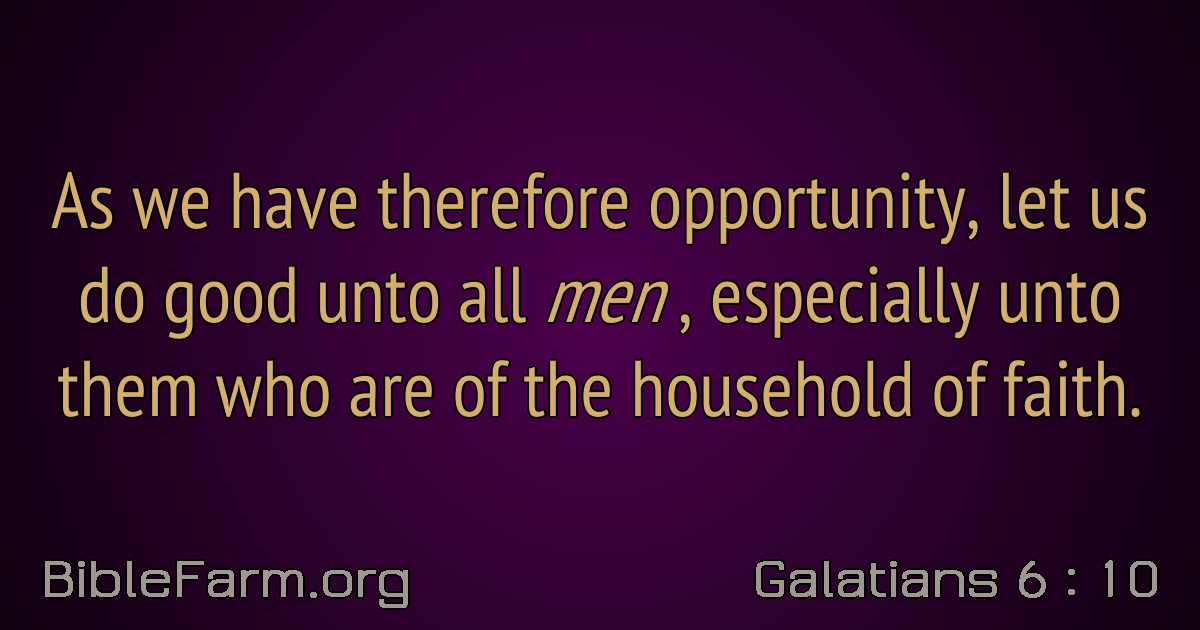 As we have therefore opportunity, let us
do good unto all men , especially unto
them who are of the household of faith.
BibleFarm.org
Galatians 6 : 10